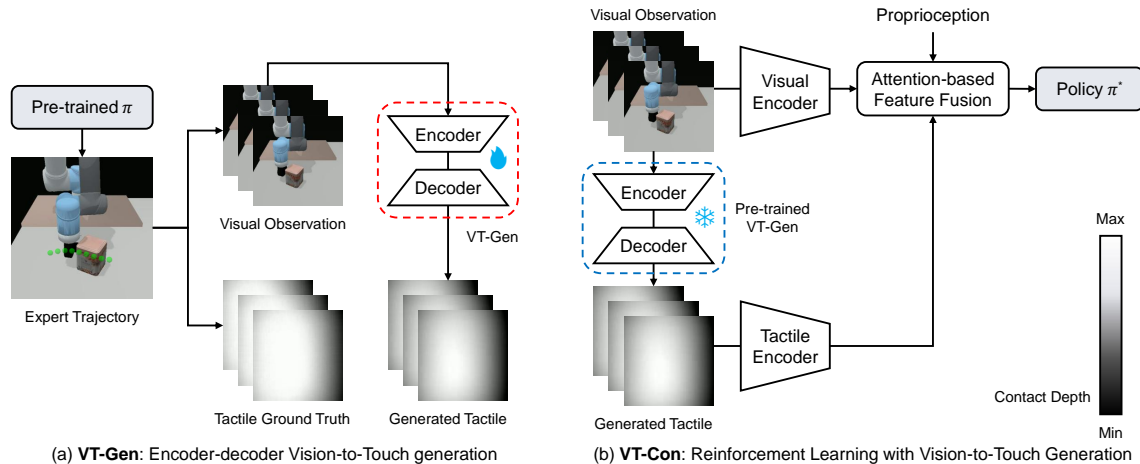 Pre-trained π
Expert Trajectory
Visual Observation
Tactile Ground Truth
Encoder
Decoder
VT-Gen
Generated Tactile
(a) VT-Gen: Encoder-decoder Vision-to-Touch generation
Visual Observation
Visual
Encoder
Proprioception
Attention-based
Feature Fusion
Policy π*
Encoder
Decoder
Pre-trained
VT-Gen
Generated Tactile
Tactile
Encoder
Max
Contact Depth
Min
(b) VT-Con: Reinforcement Learning with Vision-to-Touch Generation